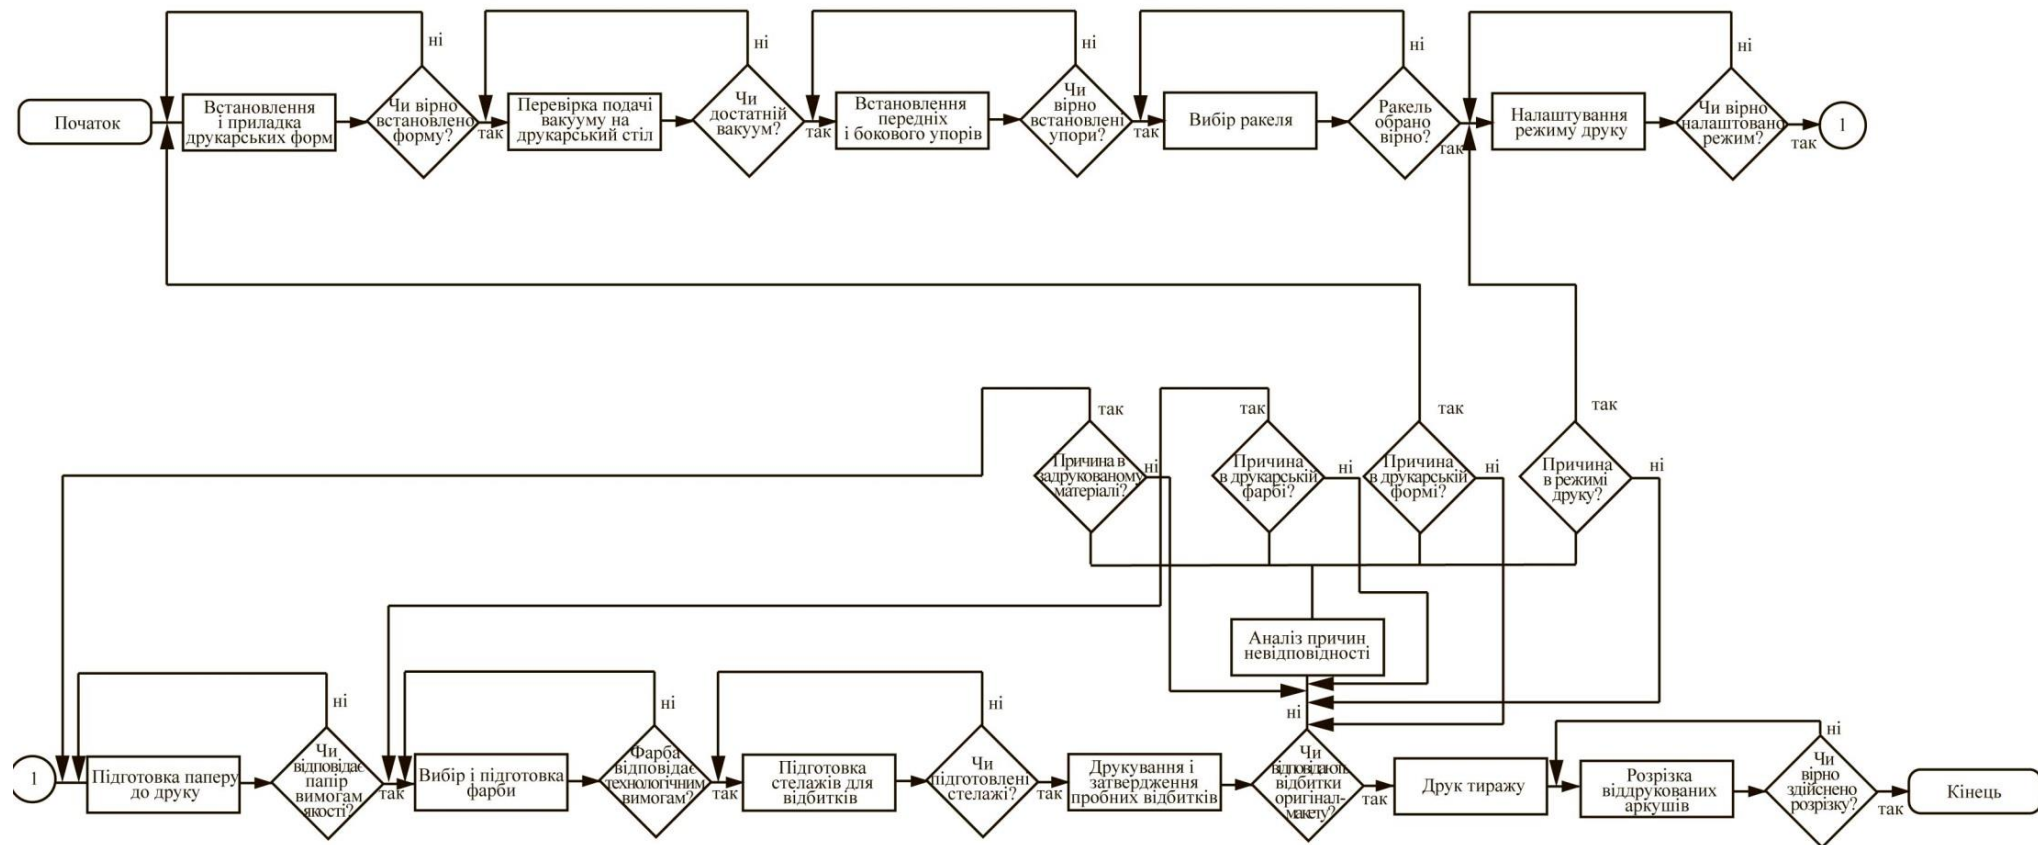 Початок
Встановлення
і приладка
друкарських форм
ні
Чи вірно
встановлено
форму?
так
Перевірка подачі
вакууму на
друкарський стіл
ні
Чи
достатній
вакуум?
так
Встановлення
передніх
і бокового упорів
ні
Чи
вірно
встановлені
упори?
так
Вибір ракеля
ні
Ракель
обрано
вірно?
так
Налаштування
режиму друку
ні
Чи вірно
налаштовано
режим?
так
1
так
Причина в
задрукованому
матеріалі?
ні
так
Причина
в друкарській
фарбі?
ні
так
Причина
в друкарській
формі?
ні
так
Причина
в режимі
друку?
ні
Аналіз причин
невідповідності
1
Підготовка паперу
до друку
ні
Чи
відповідає
папір
вимогам
якості?
так
Вибір і підготовка
фарби
ні
Фарба
відповідає
технологічним
вимогам?
так
Підготовка
стелажів для
відбитків
ні
Чи
підготовлені
стелажі?
так
Друкування і
затвердження
пробних відбитків
ні
Чи
відповідають
відбитки
оригінал-
макету?
так
Друк тиражу
Розрізка
віддрукованих
аркушів
ні
Чи
вірно
здійснено
розрізку?
так
Кінець